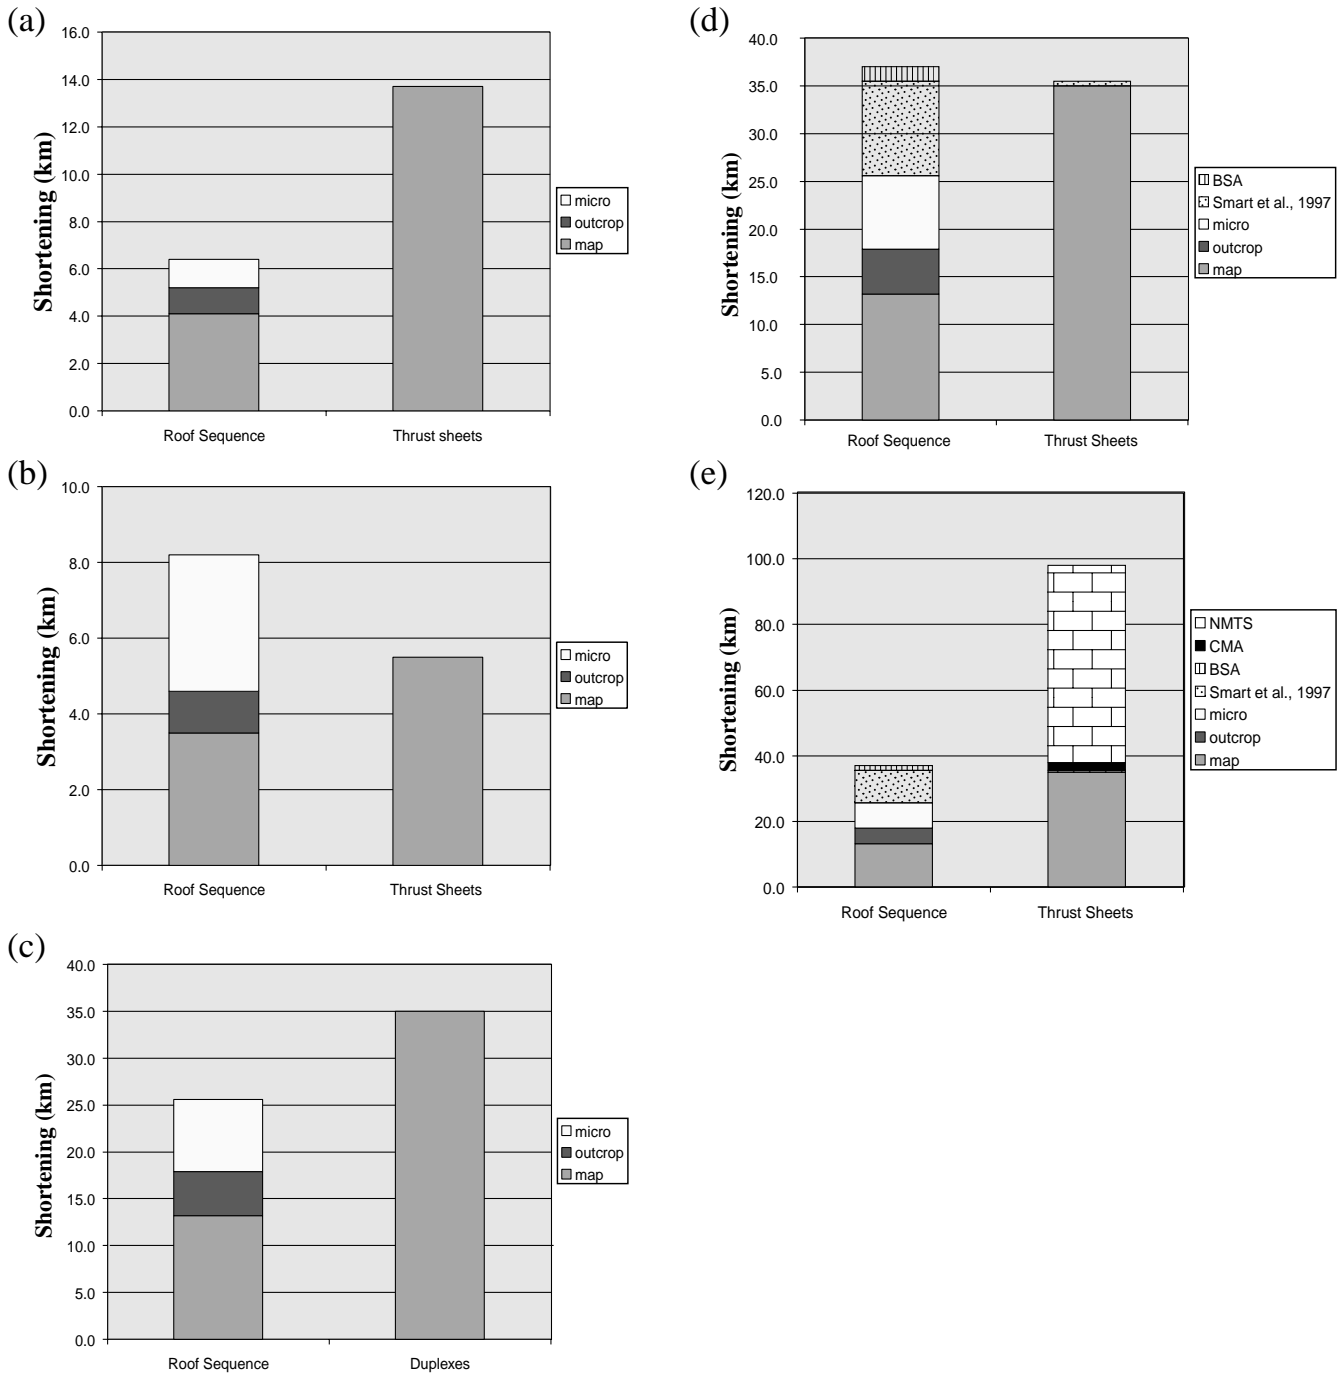 (a)
16.0
14.0
12.0
10.0
8.0
6.0
4.0
2.0
0.0
Shortening (km)
Roof Sequence Thrust sheets
micro
outcrop
map
(b)
10.0
8.0
6.0
4.0
2.0
0.0
Shortening (km)
Roof Sequence Thrust Sheets
micro
outcrop
map
(c)
40.0
35.0
30.0
25.0
20.0
15.0
10.0
5.0
0.0
Shortening (km)
Roof Sequence Duplexes
micro
outcrop
map
(d)
40.0
35.0
30.0
25.0
20.0
15.0
10.0
5.0
0.0
Shortening (km)
Roof Sequence Thrust Sheets
BSA
Smart et al., 1997
micro
outcrop
map
(e)
120.0
100.0
80.0
60.0
40.0
20.0
0.0
Shortening (km)
Roof Sequence Thrust Sheets
NMTS
CMA
BSA
Smart et al., 1997
micro
outcrop
map